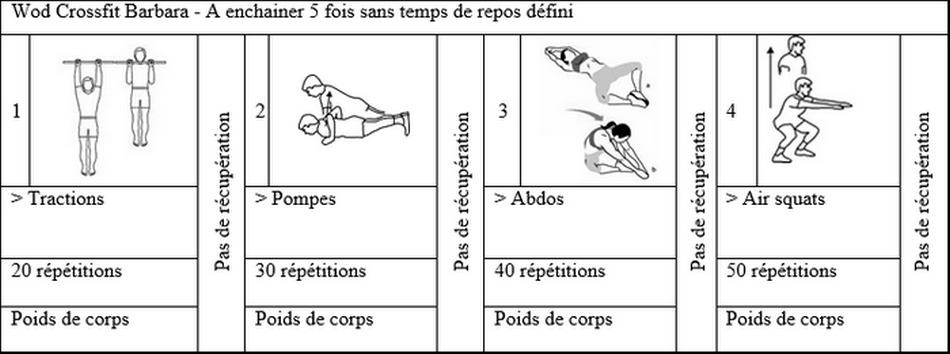 Wod Crossfit Barbara - A enchainer 5 fois sans temps de repos défini
1
> Tractions
20 répétitions
Poids de corps
Pas de récupération
2
> Pompes
30 répétitions
Poids de corps
Pas de récupération
3
> Abdos
40 répétitions
Poids de corps
Pas de récupération
4
> Air squats
50 répétitions
Poids de corps
Pas de récupération